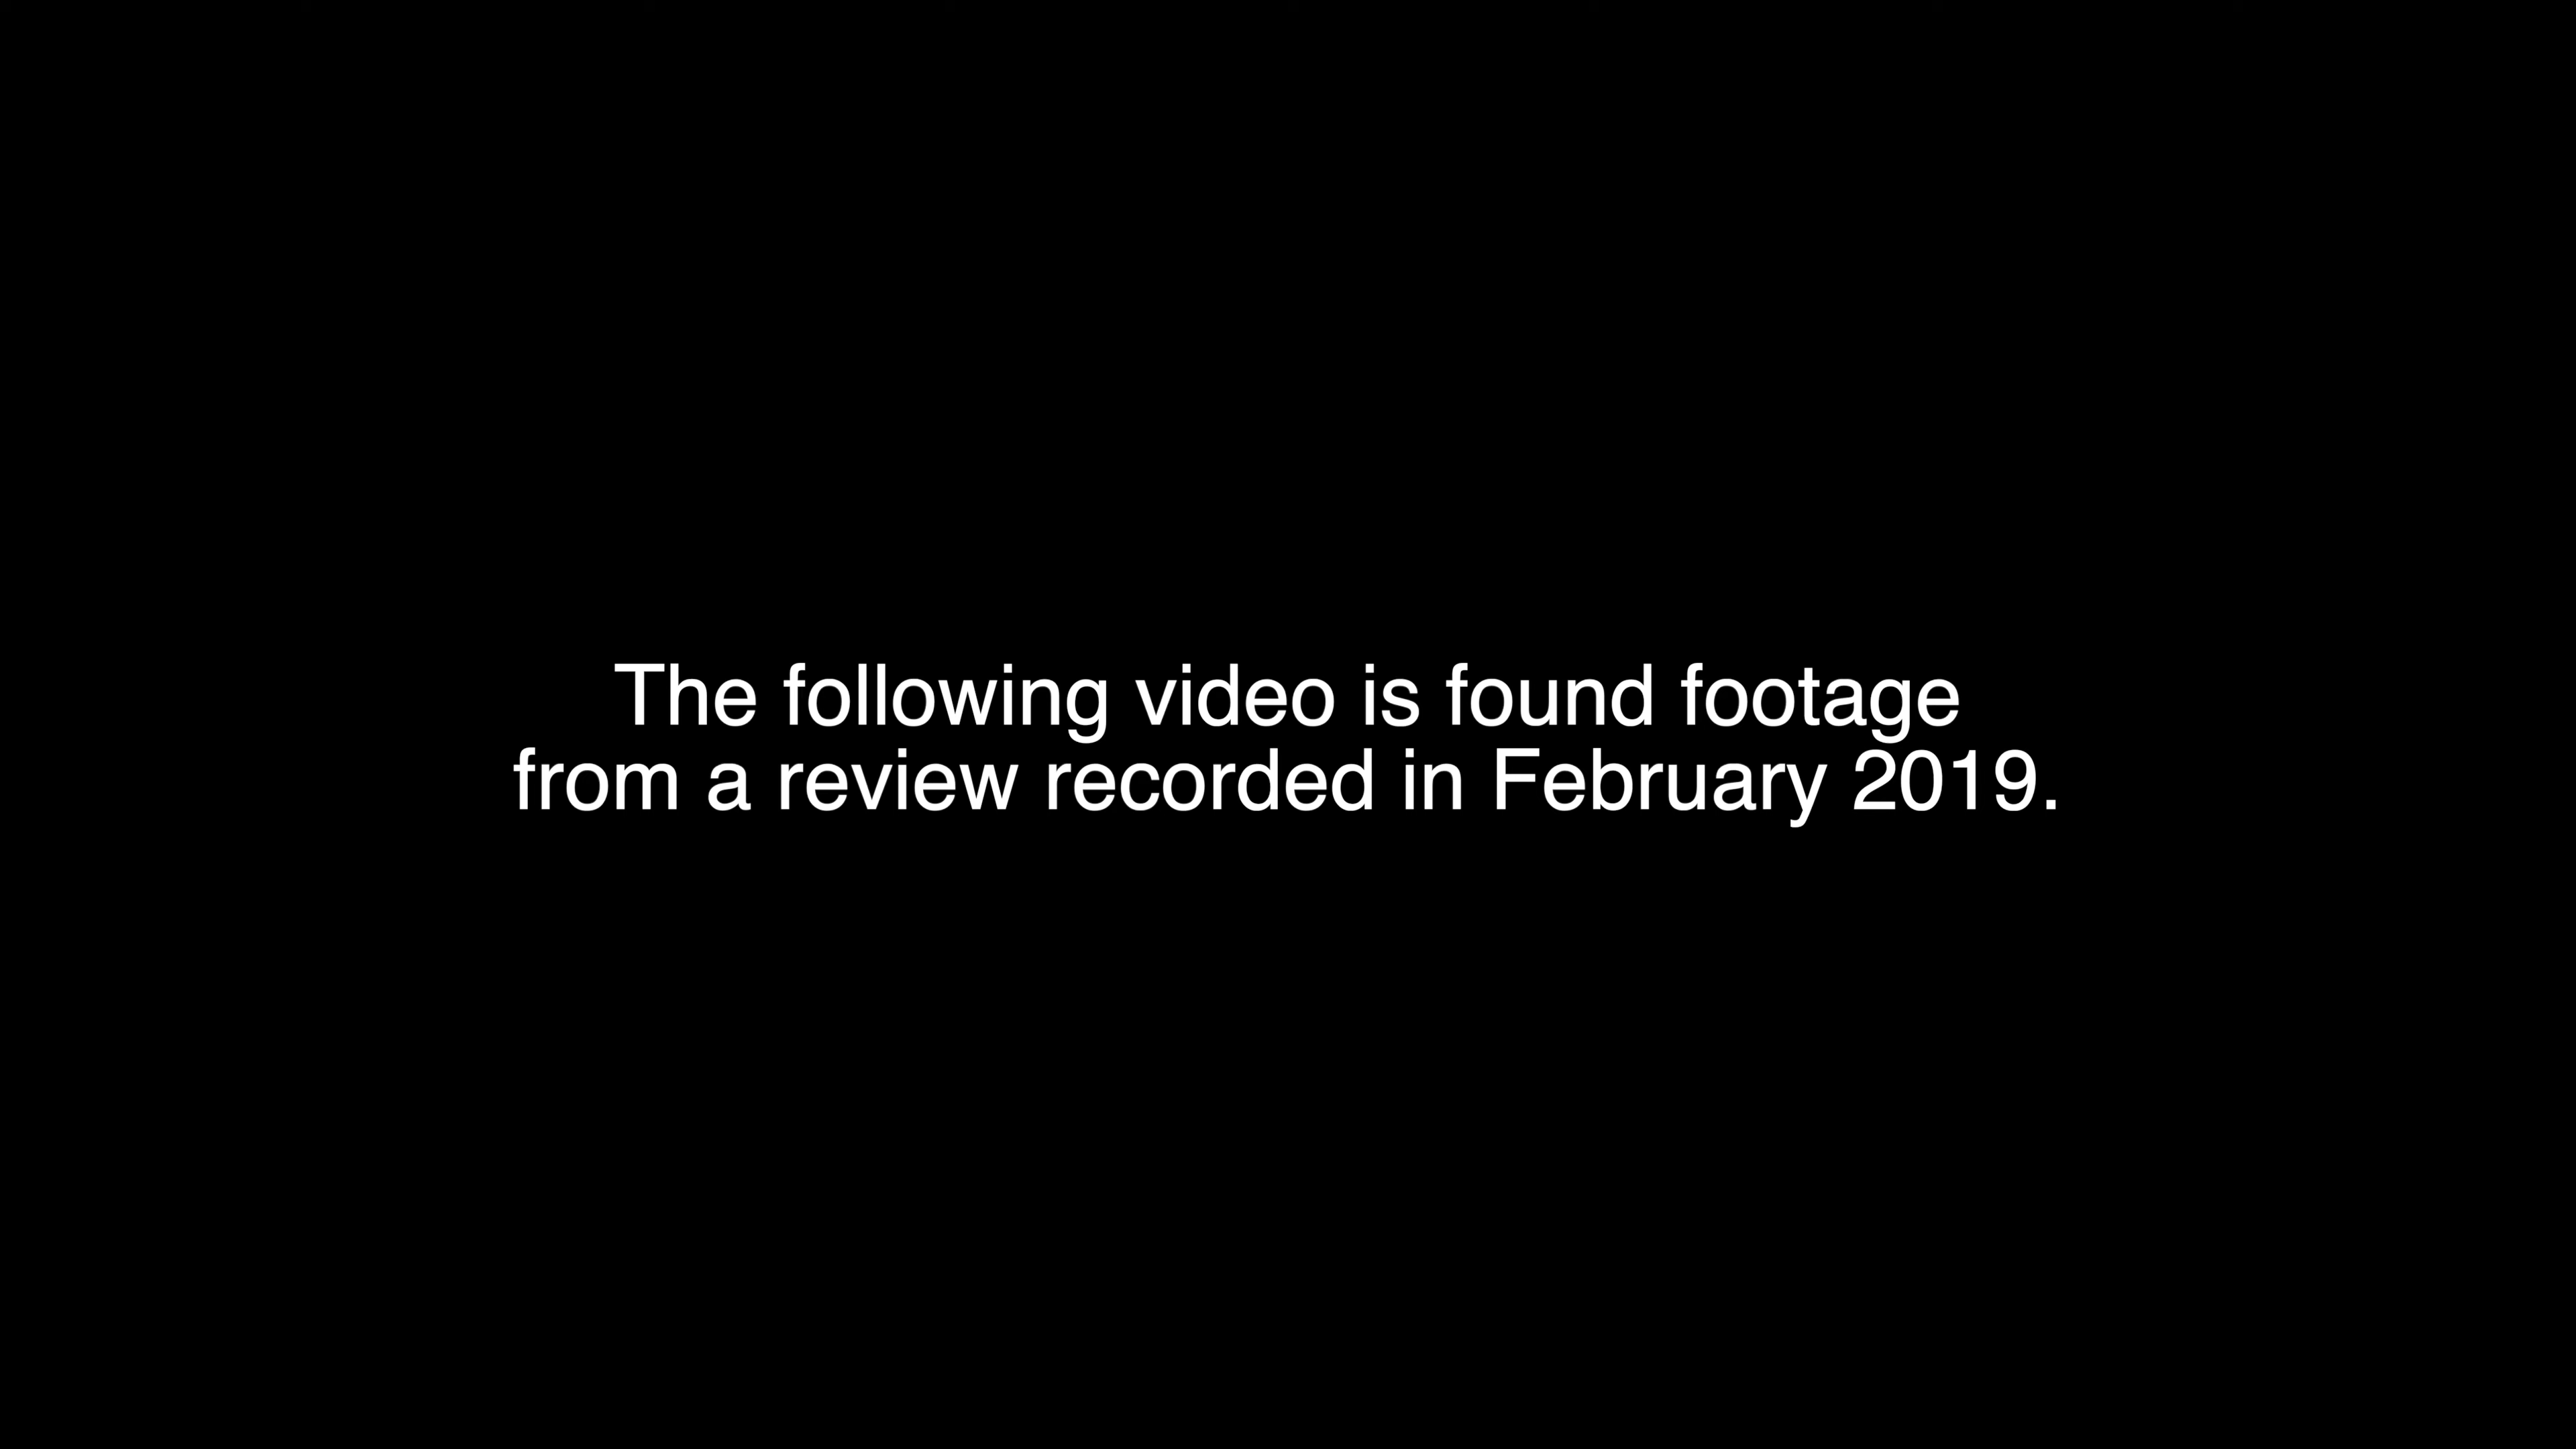 The following video is found footage
from a review recorded in February 2019.